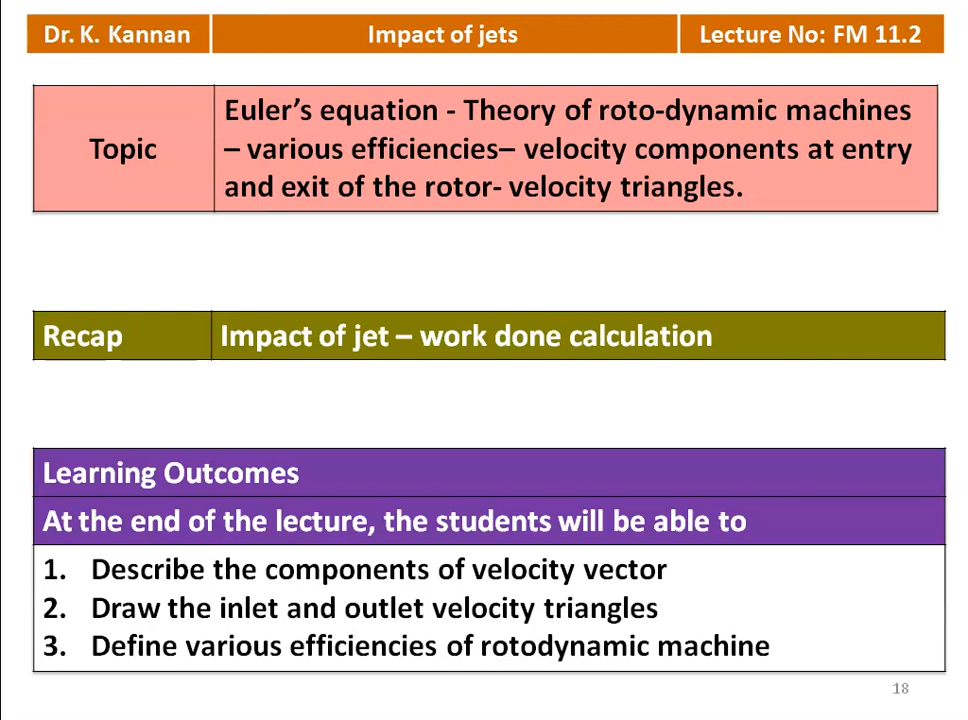 Dr. K. Kannan
Impact of jets
Lecture No: FM 11.2
Topic
Euler’s equation - Theory of roto-dynamic machines
– various efficiencies– velocity components at entry
and exit of the rotor- velocity triangles.
Recap
Impact of jet – work done calculation
Learning Outcomes
At the end of the lecture, the students will be able to
1. Describe the components of velocity vector
2. Draw the inlet and outlet velocity triangles
3. Define various efficiencies of rotodynamic machine
18